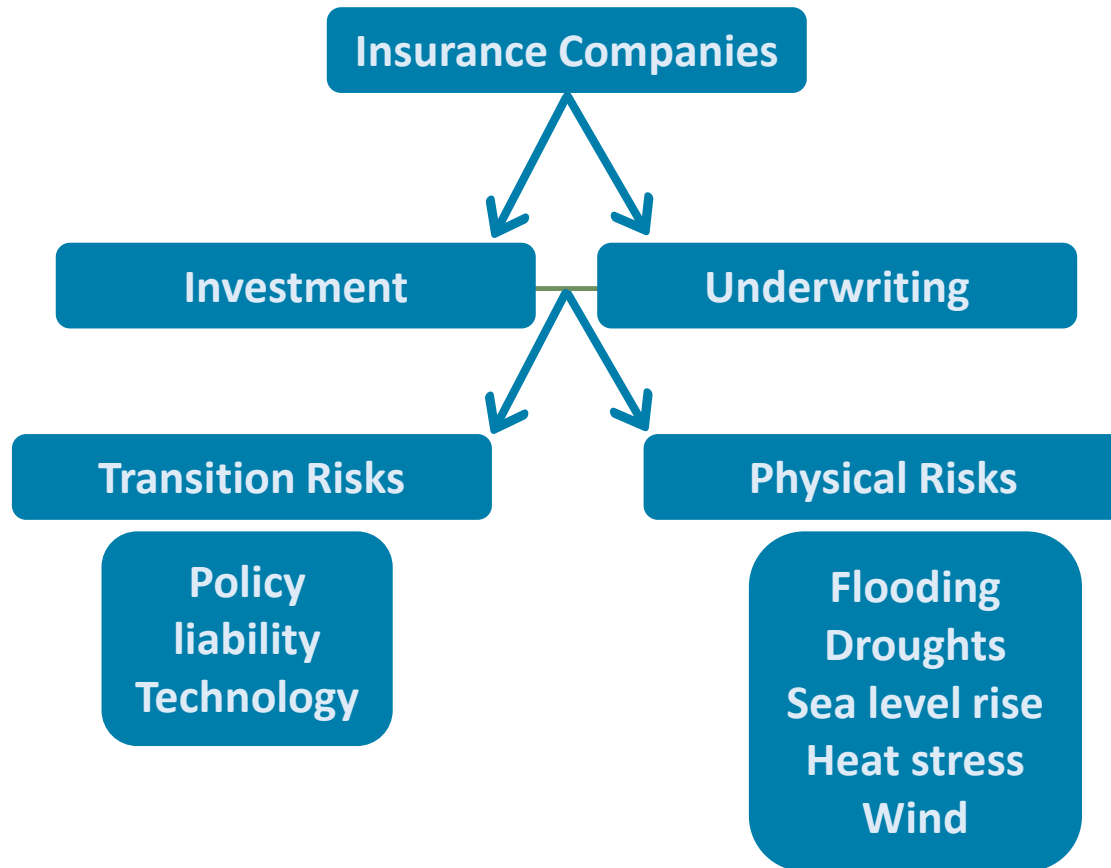 Insurance Companies
Investment
Underwriting
Transition Risks
Physical Risks
Policy
liability
Technology
Flooding
Droughts
Sea level rise
Heat stress
Wind